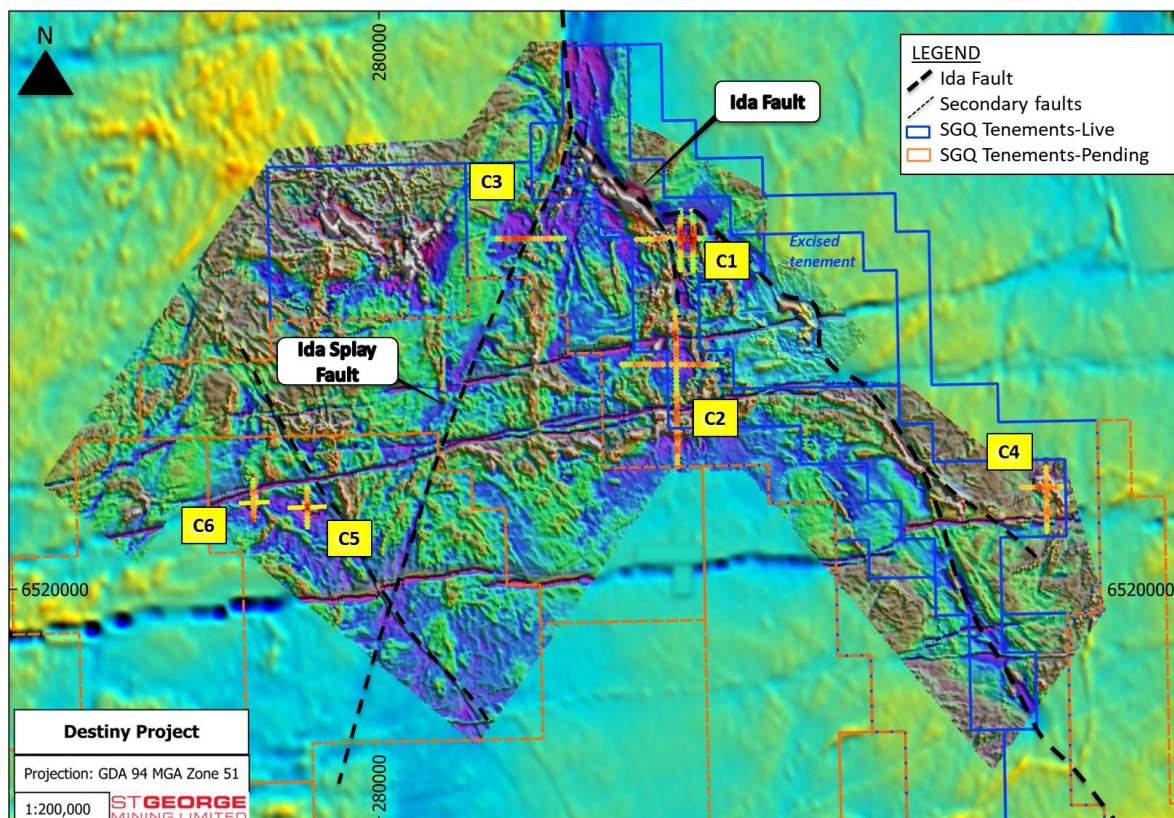 N
280000
LEGEND
Ida Fault
Secondary faults
SGQ Tenements-Live
SGQ Tenements-Pending
Ida Fault
C3
C1
Excised
tenement
Ida Splay
Fault
C2
C4
C6
C5
6520000
6520000
Destiny Project
Projection: GDA 94 MGA Zone 51
1:200,000
ST GEORGE
MINING LIMITED
280000